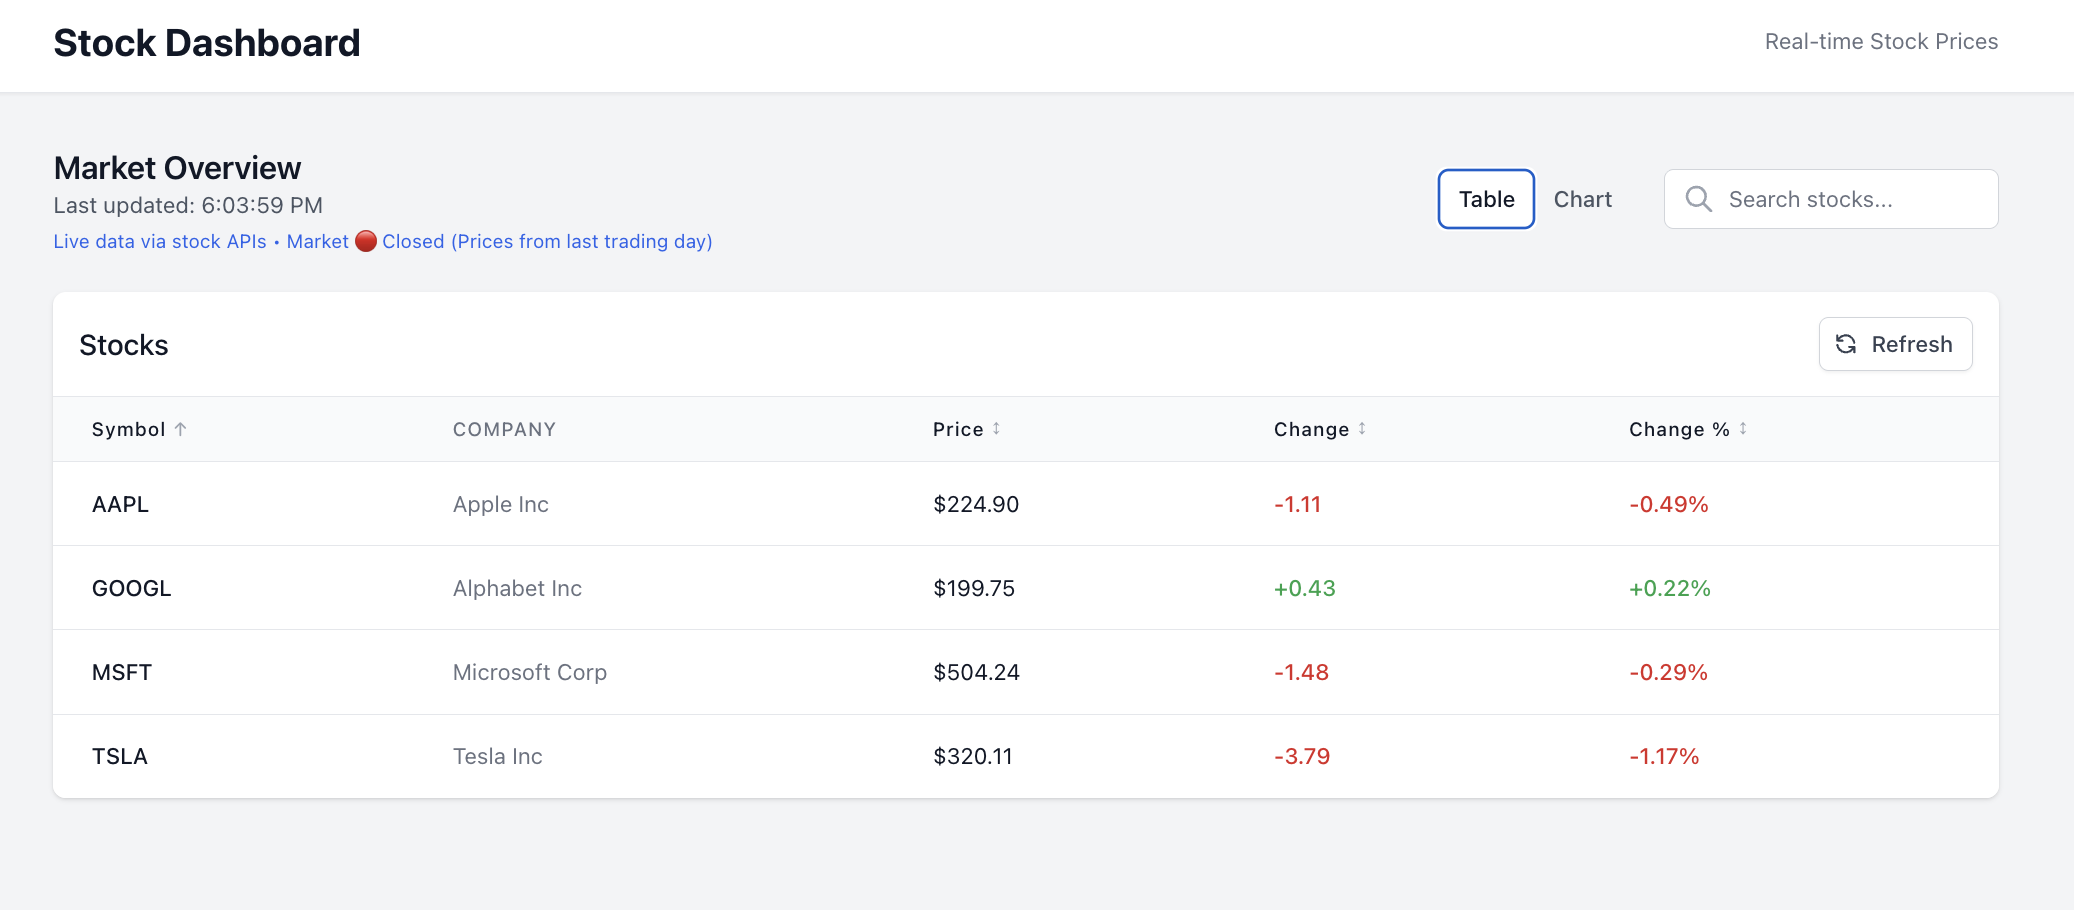 Stock Dashboard
Real-time Stock Prices
Market Overview
Last updated: 6:03:59 PM
Live data via stock APIs • Market 🔴 Closed (Prices from last trading day)
Table Chart Search stocks...
Stocks
Refresh
Symbol ↑ COMPANY Price ↕ Change ↕ Change % ↕
AAPL Apple Inc $224.90 -1.11 -0.49%
GOOGL Alphabet Inc $199.75 +0.43 +0.22%
MSFT Microsoft Corp $504.24 -1.48 -0.29%
TSLA Tesla Inc $320.11 -3.79 -1.17%